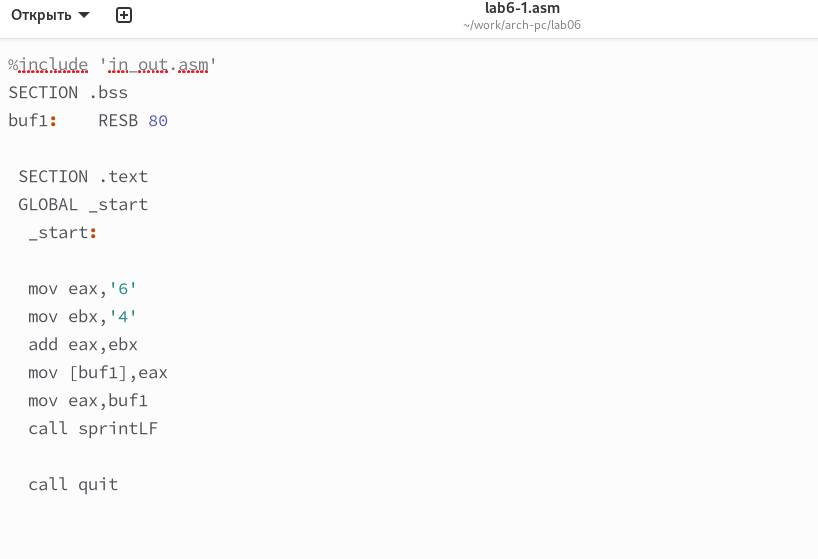 Открыть
lab6-1.asm
~/work/arch-pc/lab06
%include 'in_out.asm'
SECTION .bss
buf1:    RESB 80
SECTION .text
GLOBAL _start
_start:
mov eax,'6'
mov ebx,'4'
add eax,ebx
mov [buf1],eax
mov eax,buf1
call sprintLF
call quit